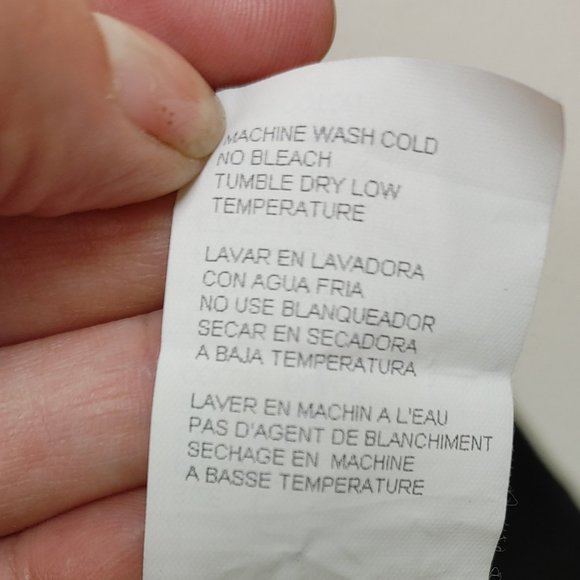 MACHINE WASH COLD
NO BLEACH
TUMBLE DRY LOW
TEMPERATURE
LAVAR EN LAVADORA
CON AGUA FRIA
NO USE BLANQUEADOR
SECAR EN SECADORA
A BAJA TEMPERATURA
LAVER EN MACHIN A L'EAU
PAS D'AGENT DE BLANCHIMENT
SECHAGE EN MACHINE
A BASSE TEMPERATURE